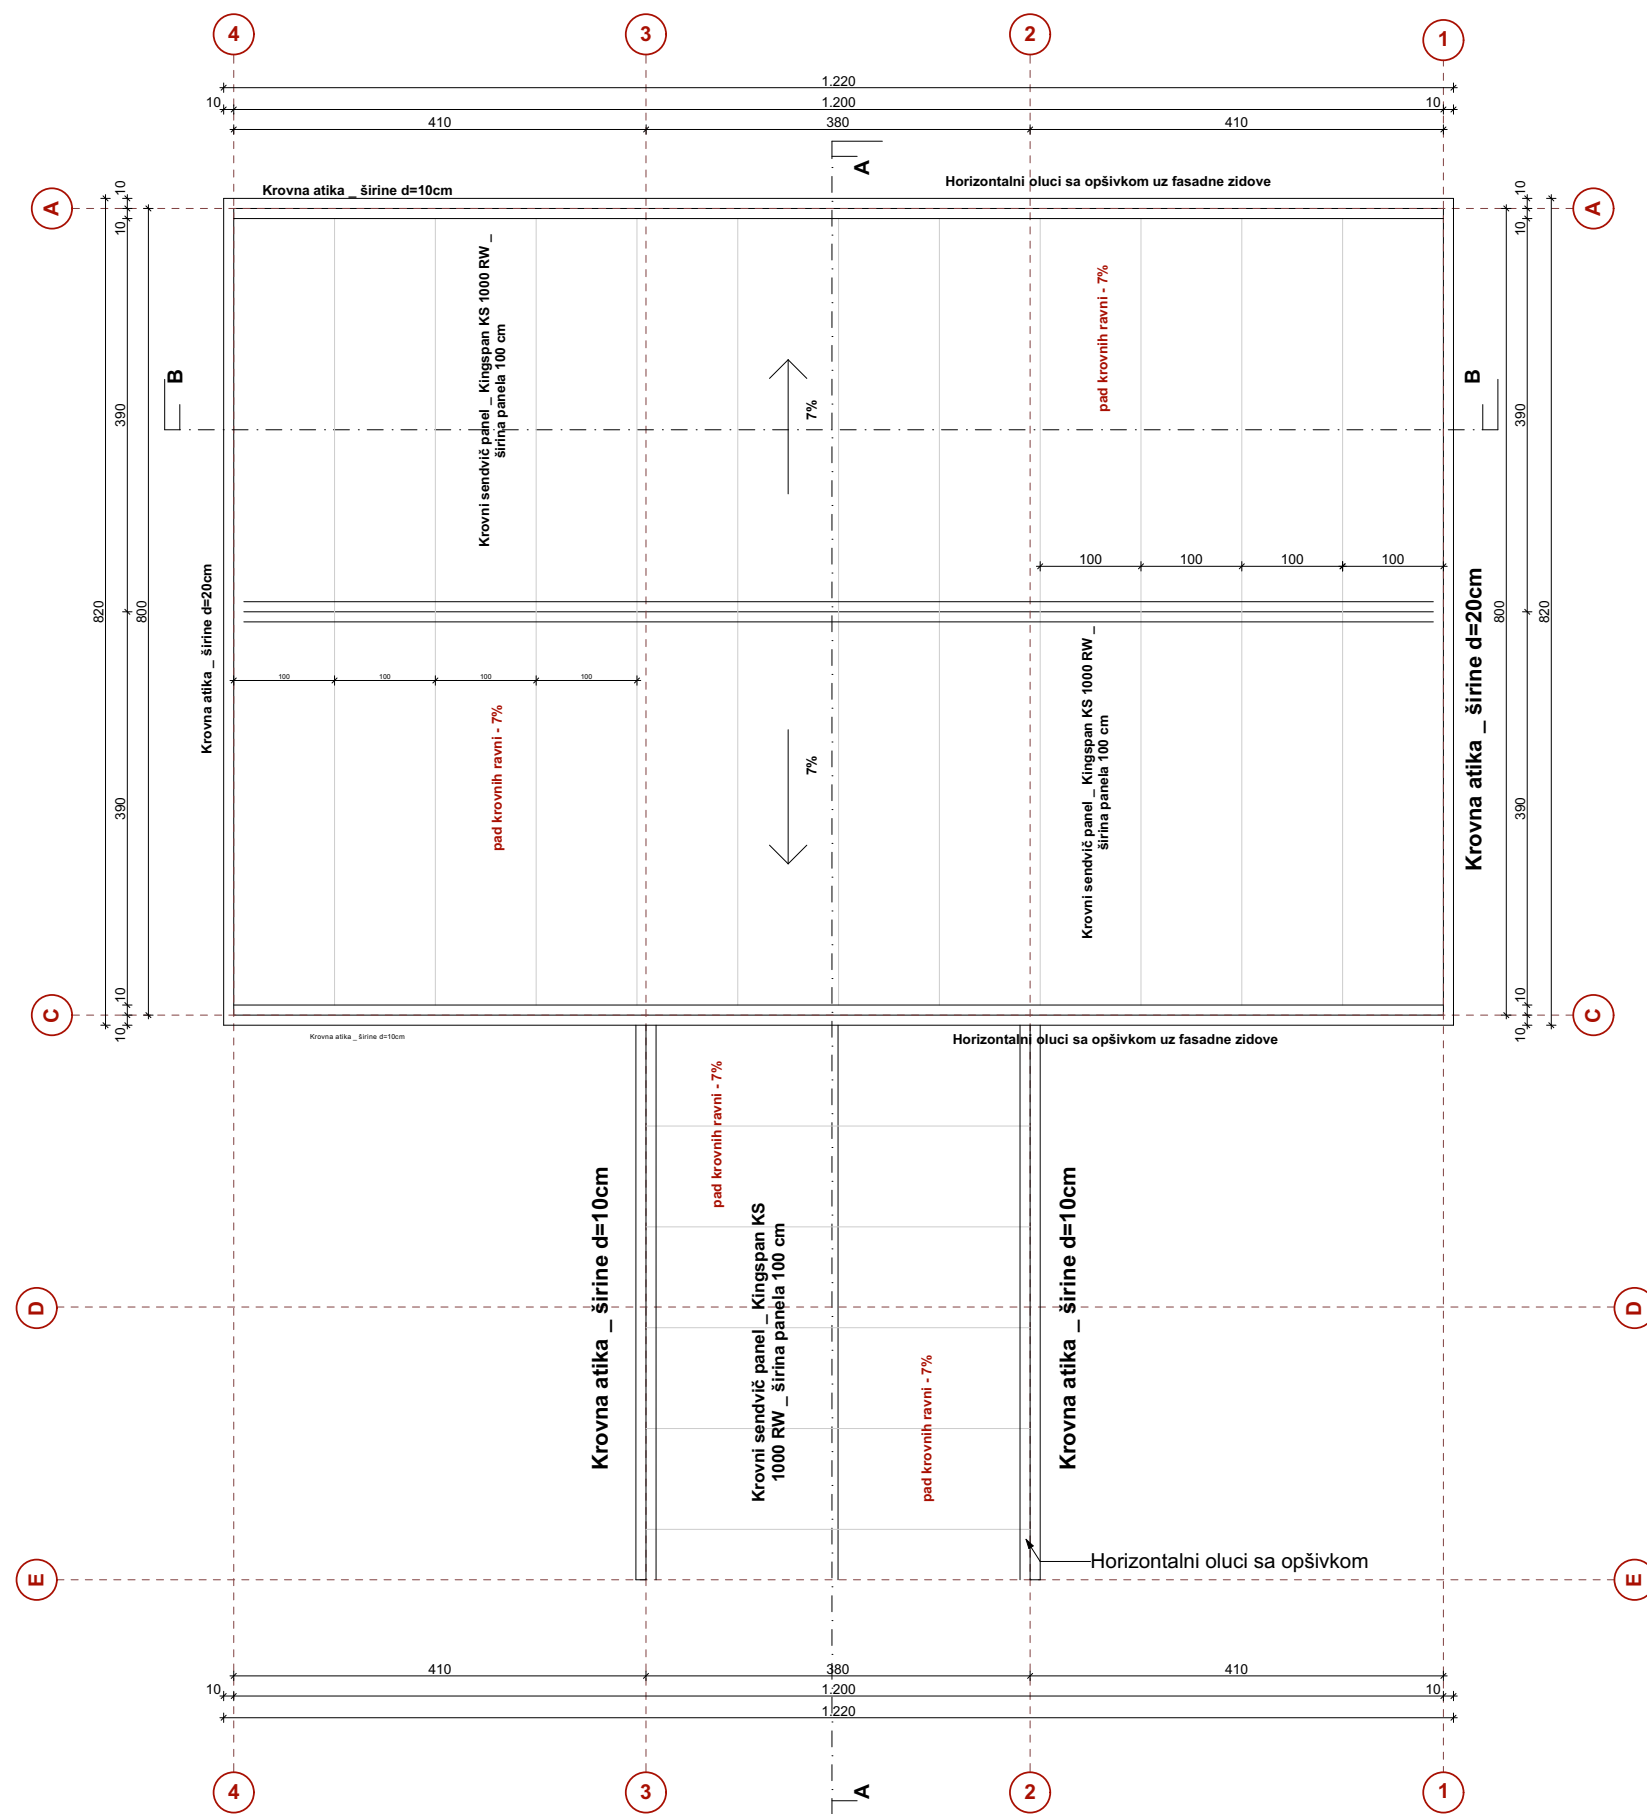 4
3
2
1
1.220
10
1.200
10
410
380
410
A
Krovna atika _ širine d=10cm
Horizontalni oluci sa opšivkom uz fasadne zidove
10
10
A
A
10
10
Krovni sendvič panel _ Kingspan KS 1000 RW _
širina panela 100 cm
pad krovnih ravni - 7%
B
B
7%
390
390
100
100
100
100
Krovna atika _ širine d=20cm
Krovna atika _ širine d=20cm
820
800
800
820
100
100
100
100
pad krovnih ravni - 7%
7%
Krovni sendvič panel _ Kingspan KS 1000 RW _
širina panela 100 cm
390
390
10
10
C
C
10
10
Krovna atika _ širine d=10cm
Horizontalni oluci sa opšivkom uz fasadne zidove
pad krovnih ravni - 7%
Krovna atika _ širine d=10cm
Krovni sendvič panel _ Kingspan KS
1000 RW _ širina panela 100 cm
Krovna atika _ širine d=10cm
D
D
pad krovnih ravni - 7%
Horizontalni oluci sa opšivkom
E
E
410
380
410
10
1.200
10
1.220
4
3
A
2
1